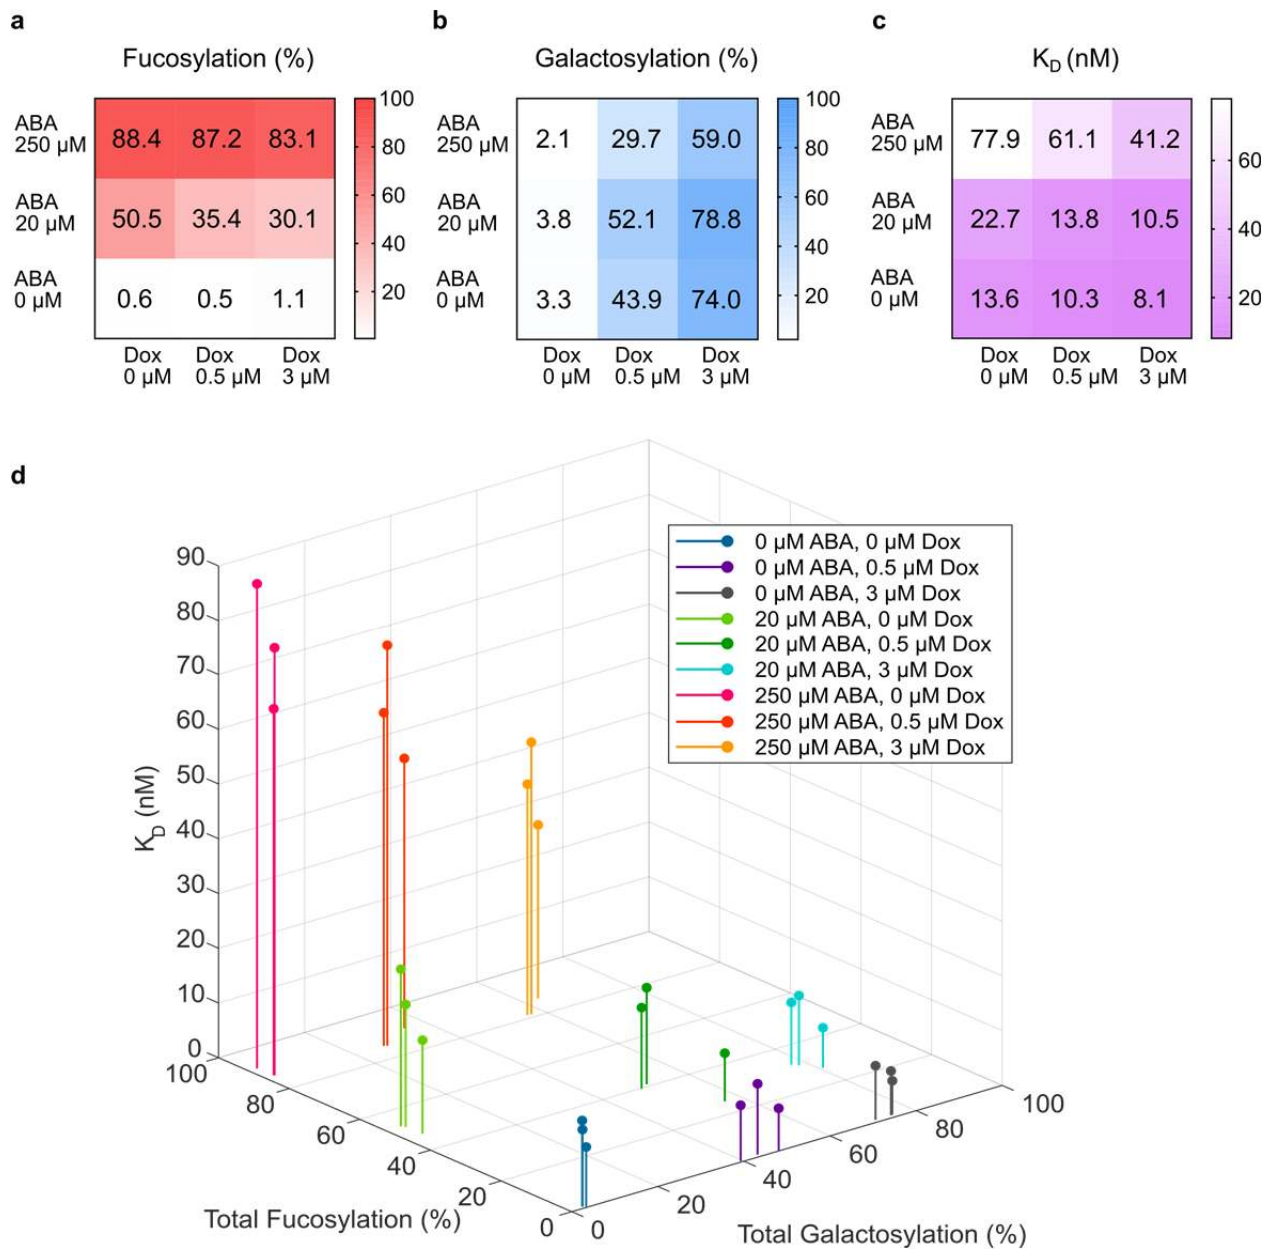 a
Fucosylation (%)
ABA
250 µM
88.4 87.2 83.1
ABA
20 µM
50.5 35.4 30.1
ABA
0 µM
0.6 0.5 1.1
Dox Dox Dox
0 µM 0.5 µM 3 µM
100
80
60
40
20
b
Galactosylation (%)
ABA
250 µM
2.1 29.7 59.0
ABA
20 µM
3.8 52.1 78.8
ABA
0 µM
3.3 43.9 74.0
Dox Dox Dox
0 µM 0.5 µM 3 µM
100
80
60
40
20
c
K_D (nM)
ABA
250 µM
77.9 61.1 41.2
ABA
20 µM
22.7 13.8 10.5
ABA
0 µM
13.6 10.3 8.1
Dox Dox Dox
0 µM 0.5 µM 3 µM
60
40
20
d
90
80
70
60
50
40
30
20
10
0
K_D (nM)
100
80
60
40
20
0
Total Fucosylation (%)
0
20
40
60
80
100
Total Galactosylation (%)
0 µM ABA, 0 µM Dox
0 µM ABA, 0.5 µM Dox
0 µM ABA, 3 µM Dox
20 µM ABA, 0 µM Dox
20 µM ABA, 0.5 µM Dox
20 µM ABA, 3 µM Dox
250 µM ABA, 0 µM Dox
250 µM ABA, 0.5 µM Dox
250 µM ABA, 3 µM Dox